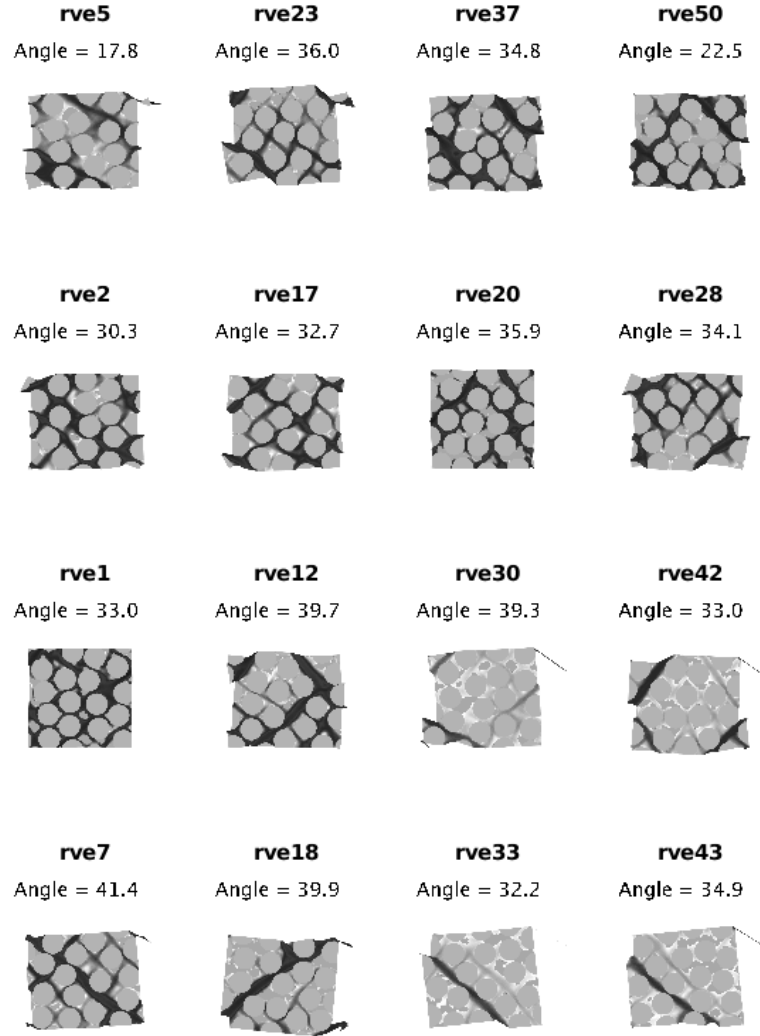 rve5 rve23 rve37 rve50
Angle = 17.8 Angle = 36.0 Angle = 34.8 Angle = 22.5
rve2 rve17 rve20 rve28
Angle = 30.3 Angle = 32.7 Angle = 35.9 Angle = 34.1
rve1 rve12 rve30 rve42
Angle = 33.0 Angle = 39.7 Angle = 39.3 Angle = 33.0
rve7 rve18 rve33 rve43
Angle = 41.4 Angle = 39.9 Angle = 32.2 Angle = 34.9